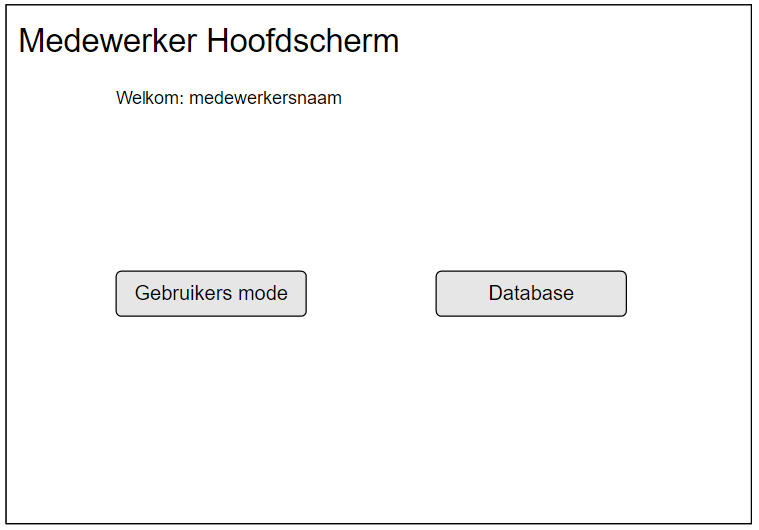 Medewerker Hoofdscherm
Welkom: medewerkersnaam
Gebruikers mode
Database